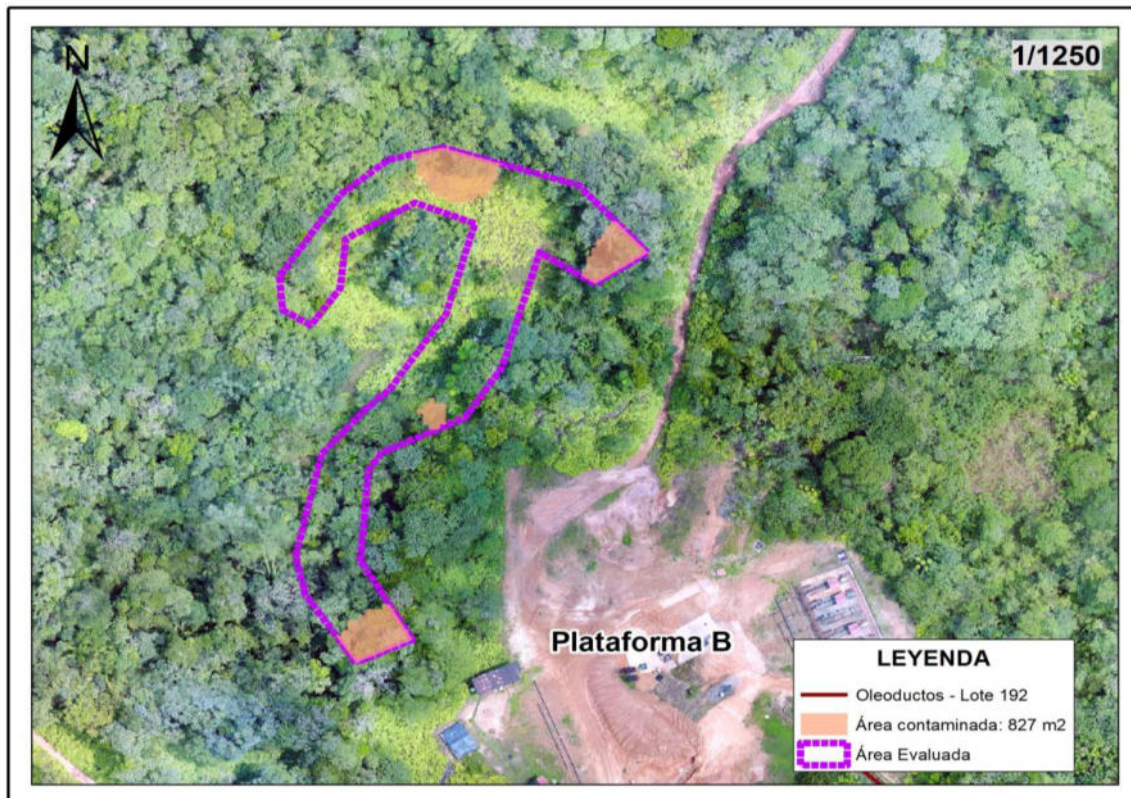 N
1/1250
Plataforma B
LEYENDA
Oleoductos - Lote 192
Área contaminada: 827 m2
Área Evaluada